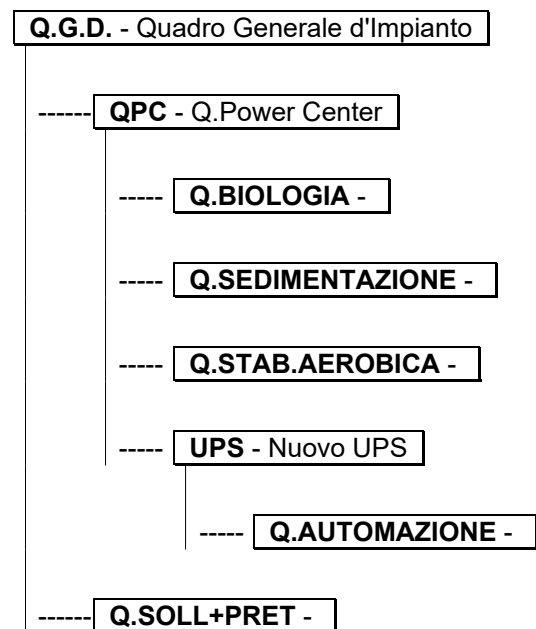 Q.G.D. - Quadro Generale d'Impianto
------ QPC - Q.Power Center
----- Q.BIOLOGIA -
----- Q.SEDIMENTAZIONE -
----- Q.STAB.AEROBICA -
----- UPS - Nuovo UPS
----- Q.AUTOMAZIONE -
------ Q.SOLL+PRET -